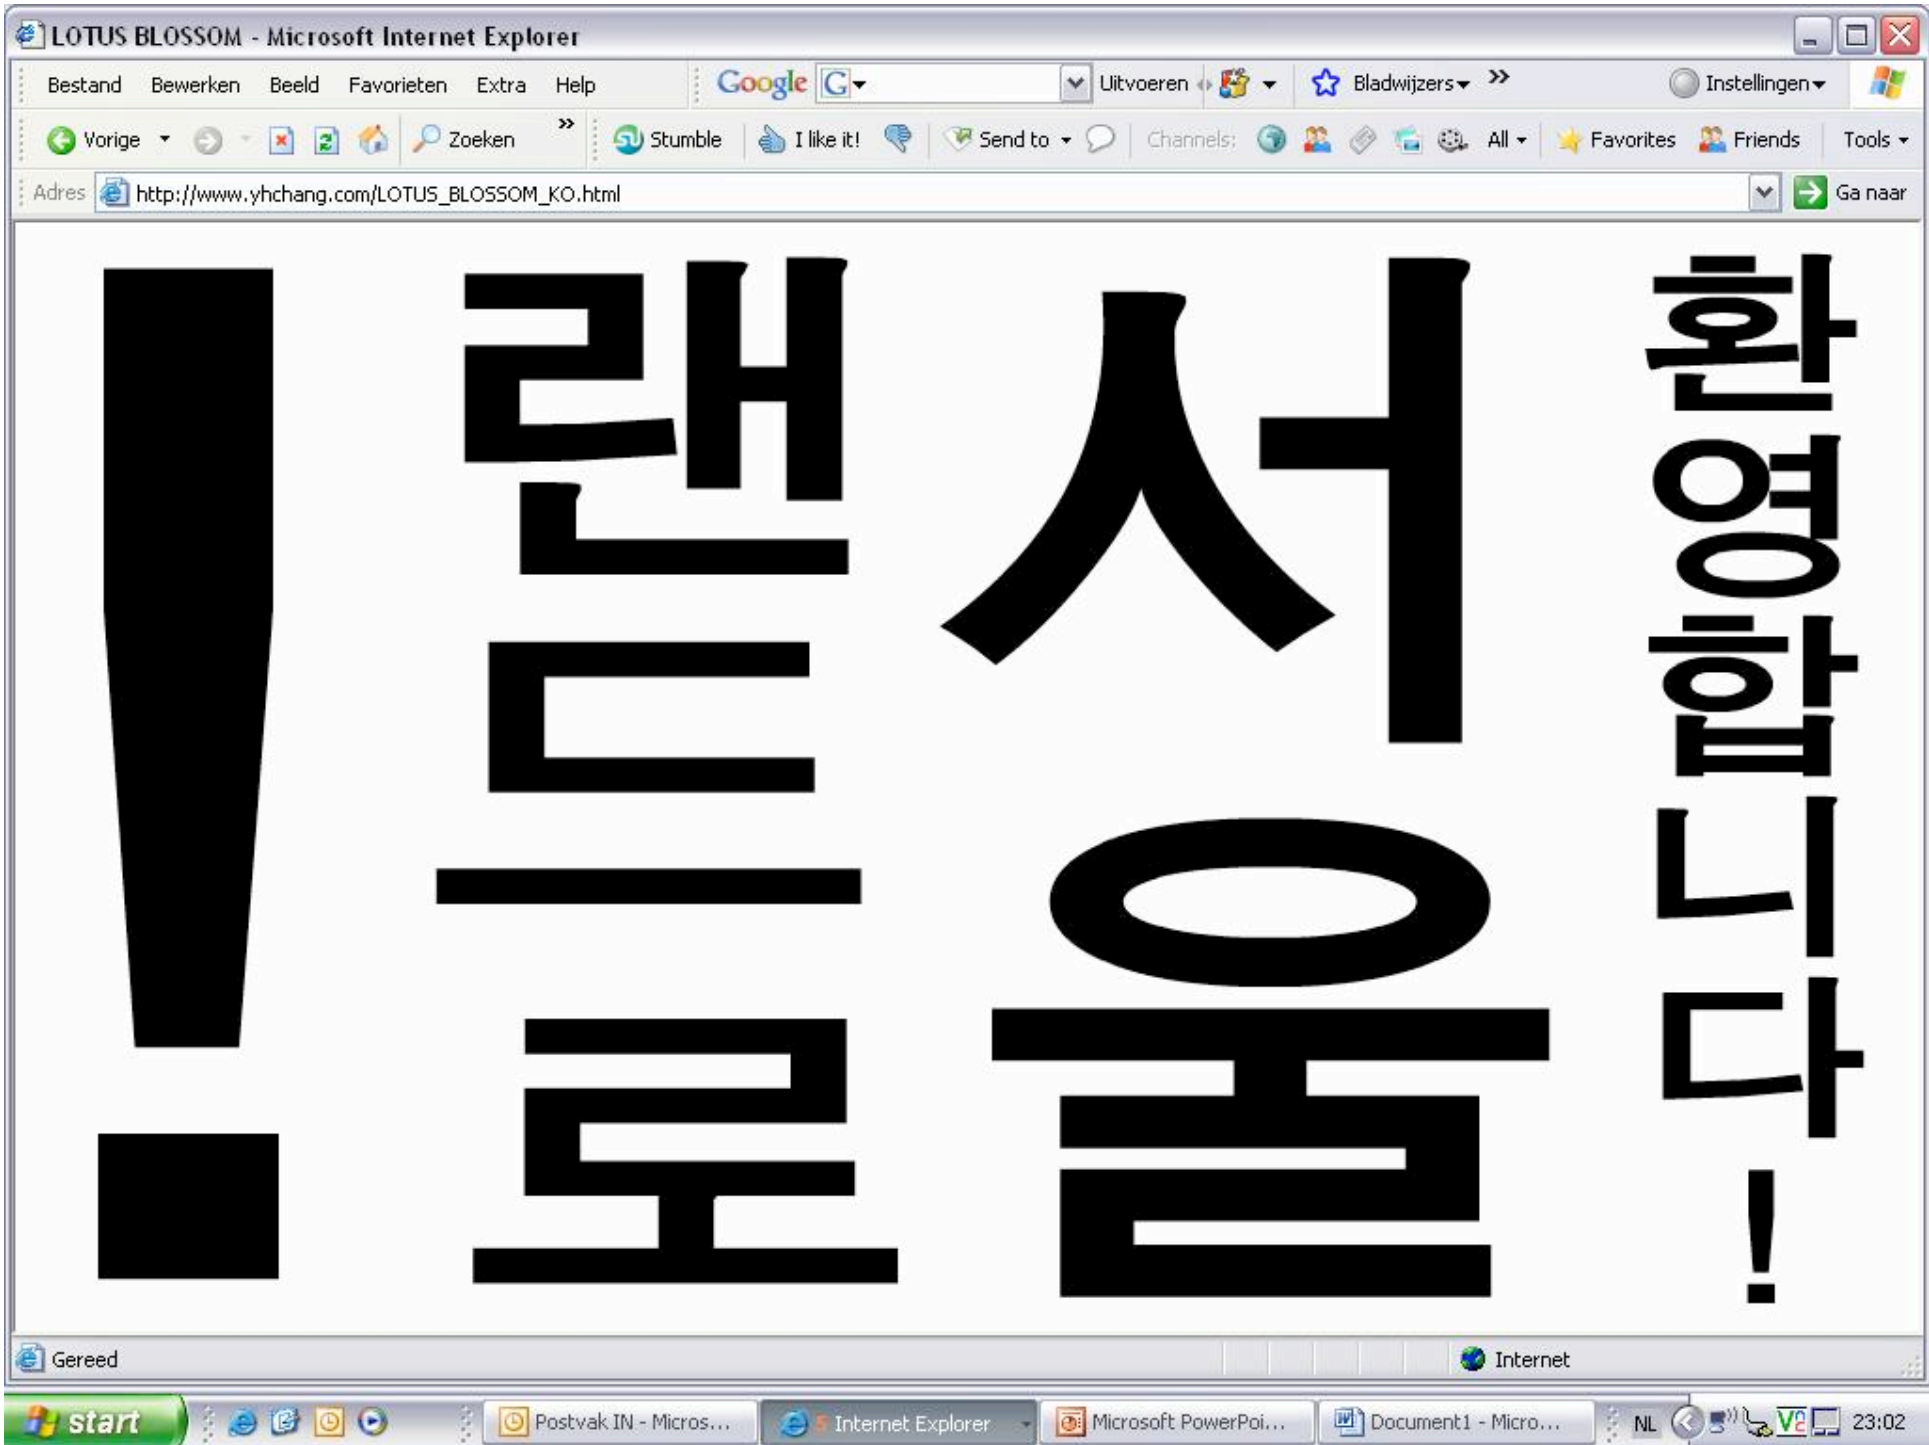 LOTUS BLOSSOM - Microsoft Internet Explorer
Bestand Bewerken Beeld Favorieten Extra Help Google G Uitvoeren Bladwijzers » Instellingen
Vorige Zoeken » Stumble I like it! Send to Channels: All Favorites Friends Tools
Adres http://www.yhchang.com/LOTUS_BLOSSOM_KO.html Ga naar
환영합니다!
서울
랜드로
!
Gereed Internet
start Postvak IN - Micros... 5 Internet Explorer Microsoft PowerPoi... Document1 - Micro... NL 23:02